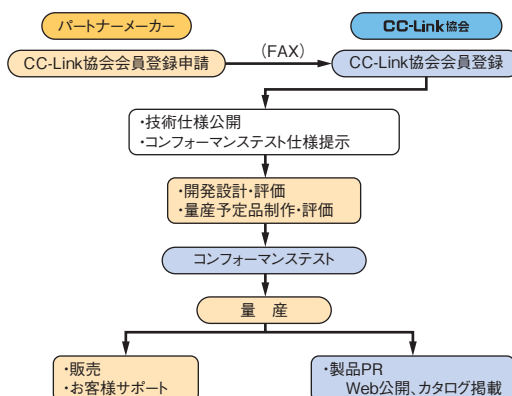 パートナーメーカー
CC-Link協会
CC-Link協会会員登録申請
(FAX)
CC-Link協会会員登録
・技術仕様公開
・コンフォーマンステスト仕様提示
・開発設計・評価
・量産予定品制作・評価
コンフォーマンステスト
量 産
・販売
・お客様サポート
・製品PR
Web公開、カタログ掲載